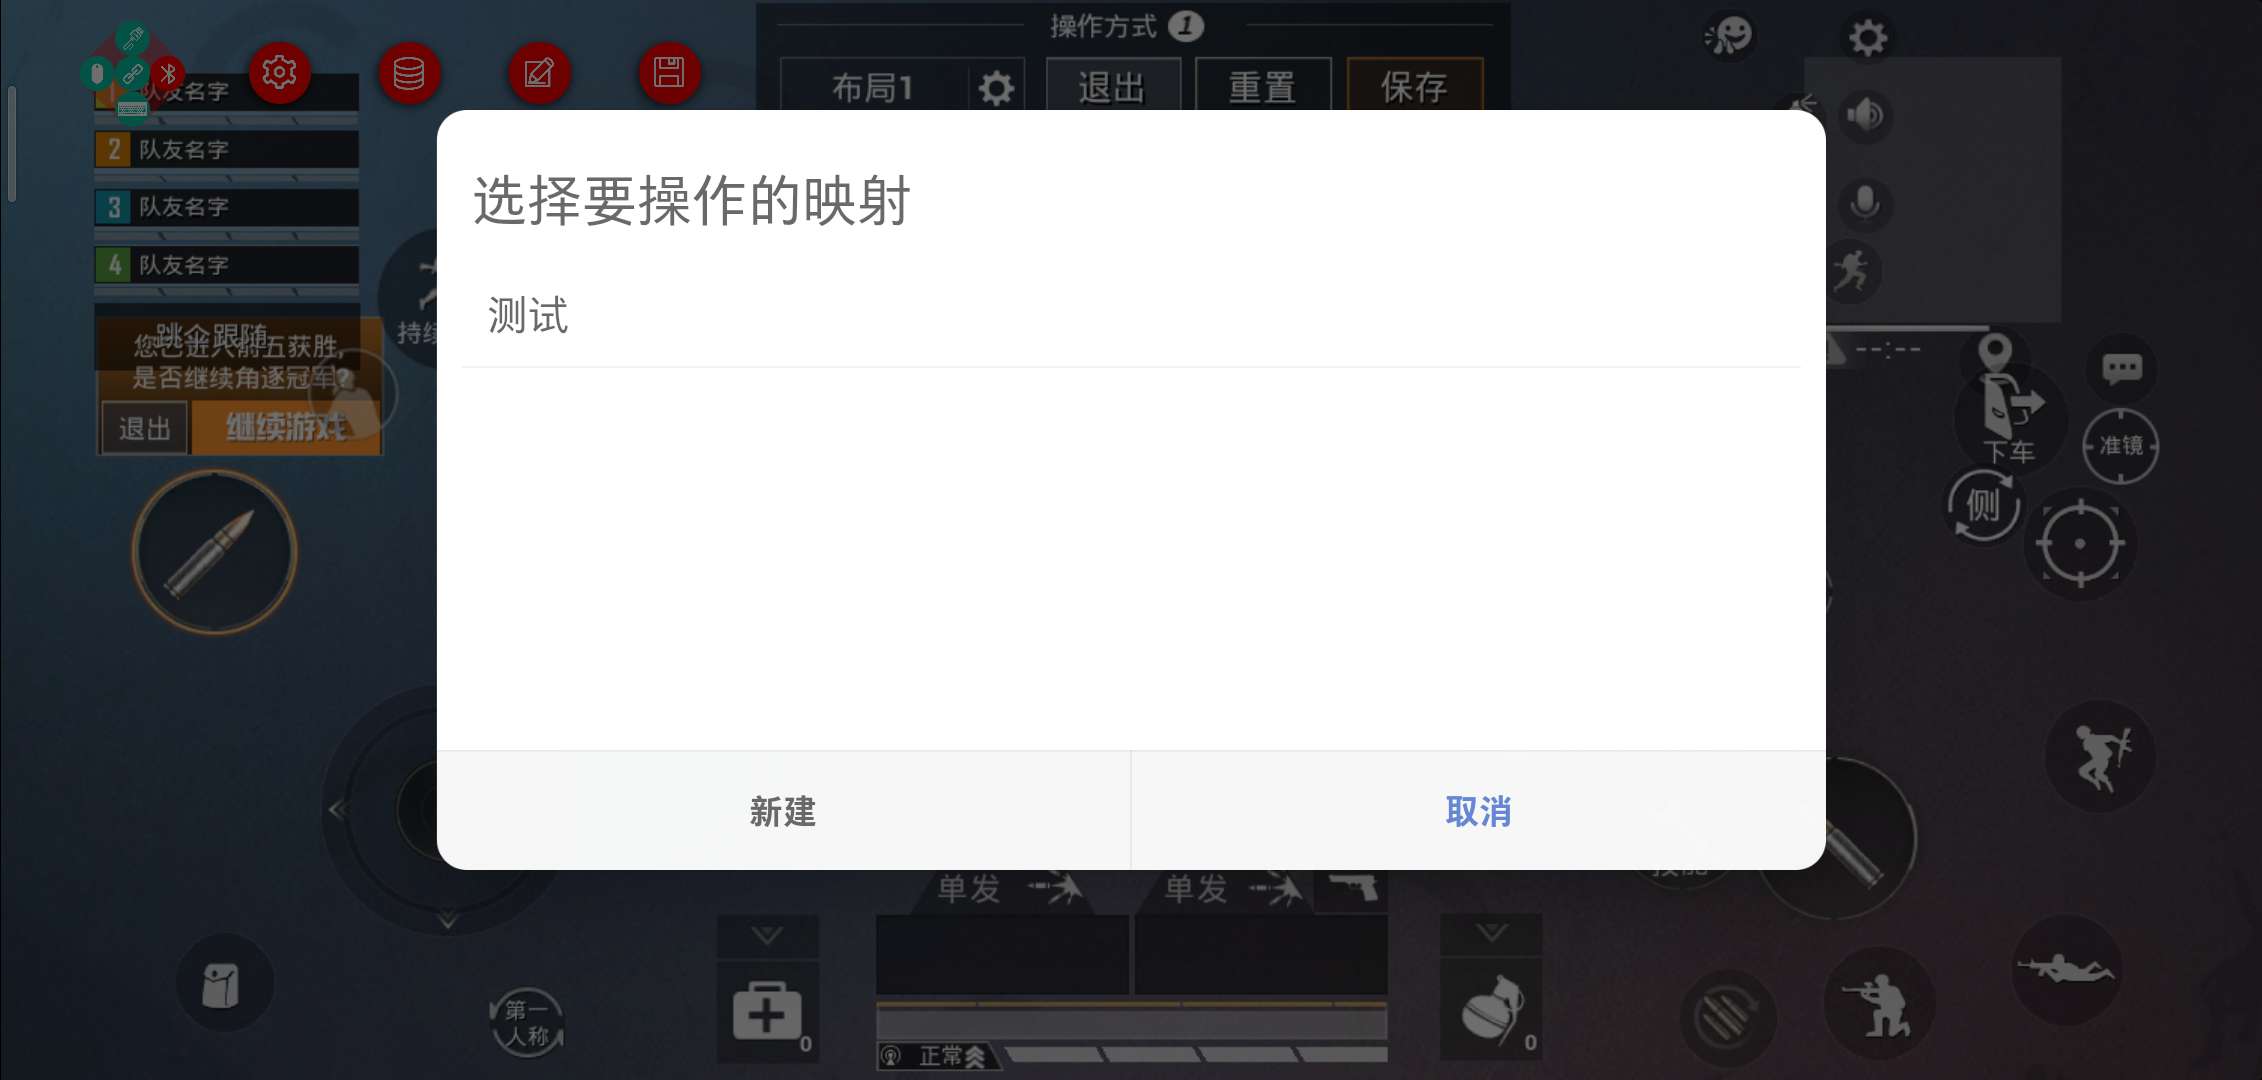 操作方式 1
布局1
退出
重置
保存
队友名字
2 队友名字
3 队友名字
4 队友名字
跳伞跟随
您已进入前五获胜,
是否继续角逐冠军?
退出
继续游戏
选择要操作的映射
测试
新建
取消
--:--
下车
准镜
侧
单发
单发
第一
人称
0
正常
0